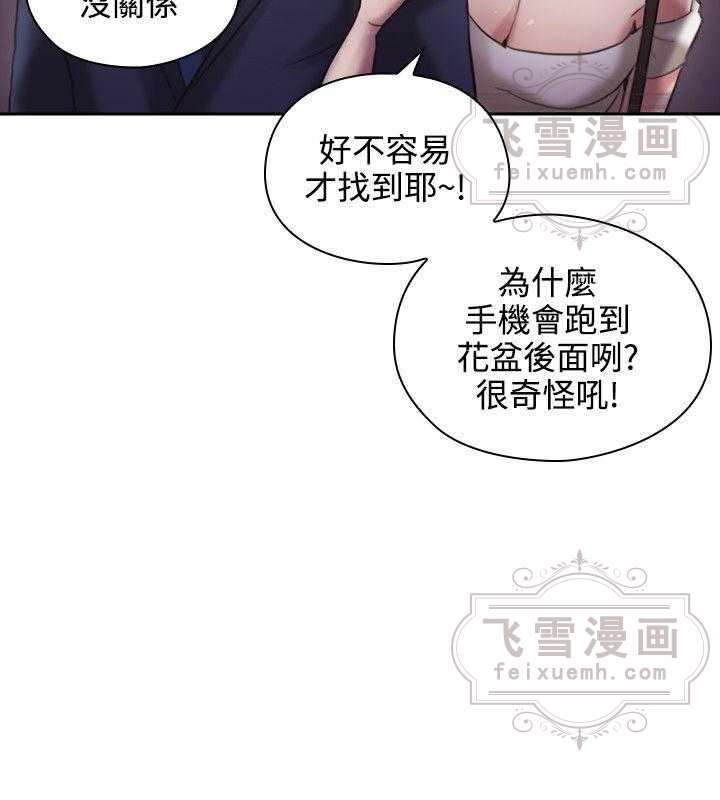 沒關係
好不容易
才找到耶~!
為什麼
手機會跑到
花盆後面咧?
很奇怪吼!
飞雪漫画
feixuemh.com
飞雪漫画
feixuemh.com